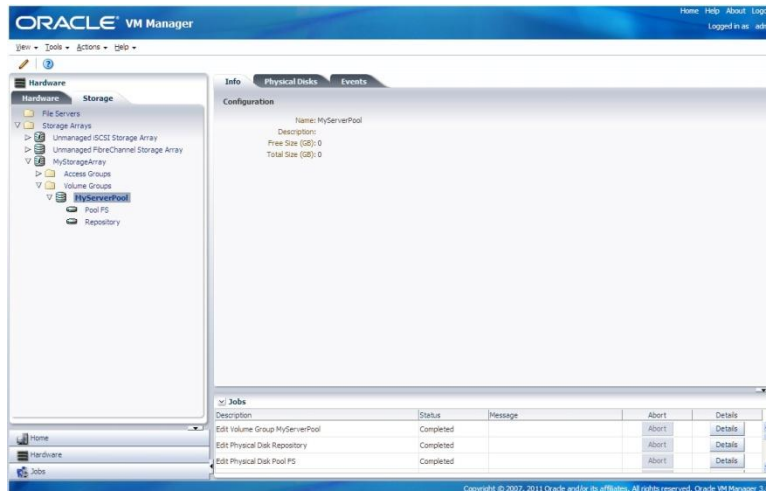 Home Help About
ORACLE VM Manager
Logged in as
View Tools Actions Help
Hardware
Hardware Storage
File Servers
Storage Arrays
Unmanaged iSCSI Storage Array
Unmanaged FibreChannel Storage Array
MyStorageArray
Access Groups
Volume Groups
MyServerPool
Pool FS
Repository
Home
Hardware
Jobs
Info Physical Disks Events
Configuration
Name: MyServerPool
Description:
Free Size (GB): 0
Total Size (GB): 0
Jobs
Description Status Message Abort Details
Edit Volume Group MyServerPool Completed Abort Details
Edit Physical Disk Repository Completed Abort Details
Edit Physical Disk Pool FS Completed Abort Details
Copyright © 2007, 2011 Oracle and/or its affiliates. All rights reserved. Oracle VM Manager 3.